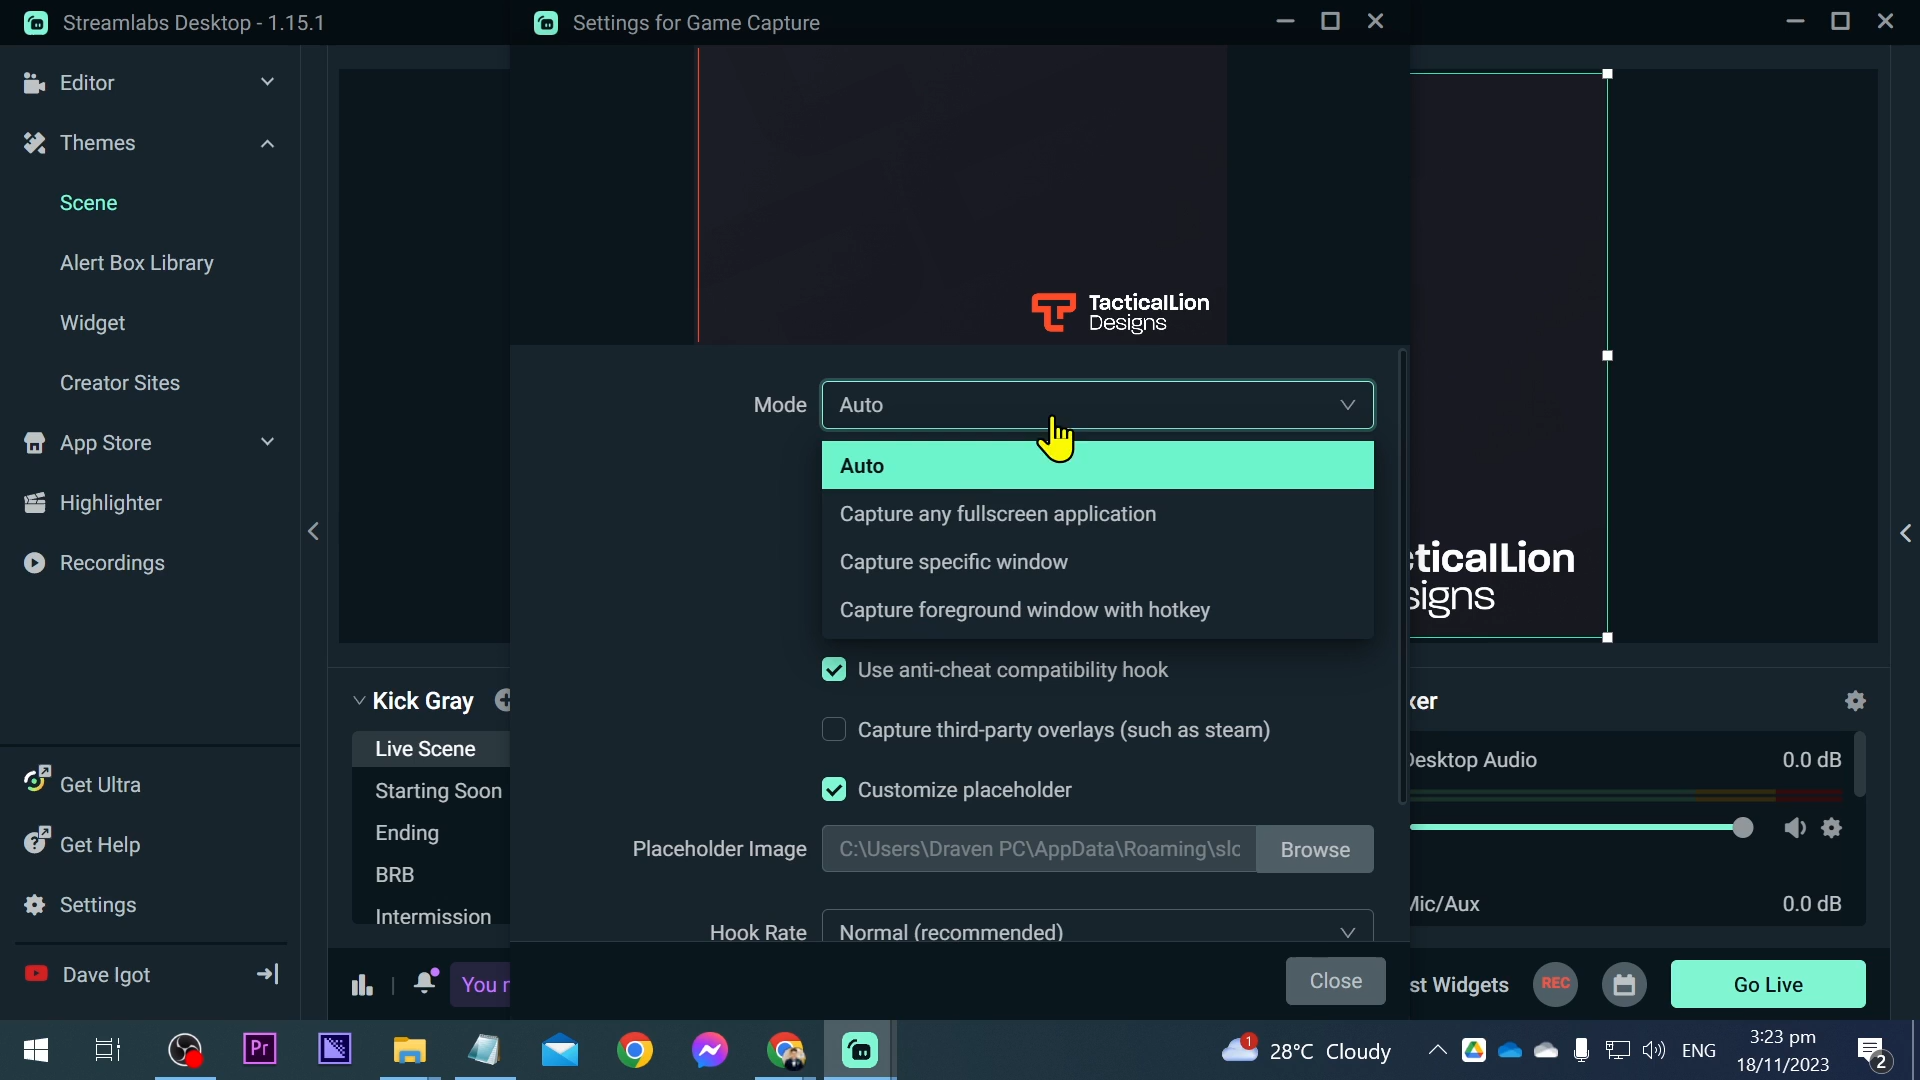 Streamlabs Desktop - 1.15.1
Settings for Game Capture
Editor
Themes
Scene
Alert Box Library
Widget
Creator Sites
App Store
Highlighter
Recordings
Get Ultra
Get Help
Settings
Dave Igot
TacticalLion
Designs
Mode
Auto
Auto
Capture any fullscreen application
Capture specific window
Capture foreground window with hotkey
Use anti-cheat compatibility hook
Capture third-party overlays (such as steam)
Customize placeholder
Placeholder Image
C:\Users\Draven PC\AppData\Roaming\slc
Browse
Hook Rate
Normal (recommended)
Close
cticalLion
signs
Kick Gray
Live Scene
Starting Soon
Ending
BRB
Intermission
You r
xer
Desktop Audio
0.0 dB
Mic/Aux
0.0 dB
st Widgets
REC
Go Live
Pr
1
28°C Cloudy
ENG
3:23 pm
18/11/2023
2